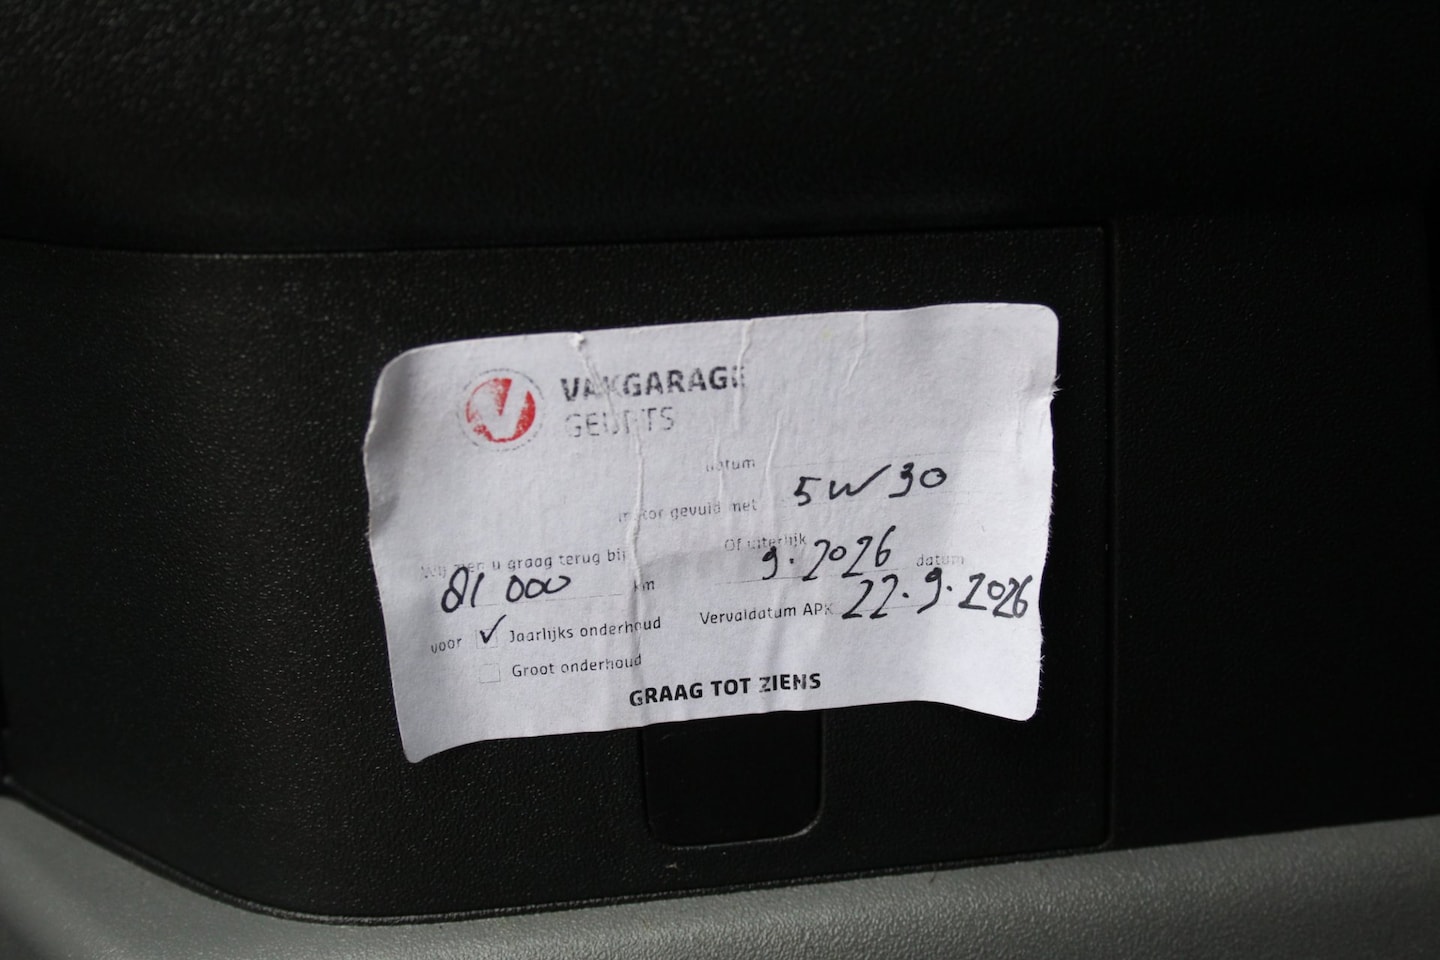 VAKGARAGE
GEURTS
datum
motor gevuld met 5W30
Wij zien u graag terug bij
81 000 km
Of uiterlijk
9.2026 datum
voor ✓ Jaarlijks onderhoud
Vervaldatum APK 22.9.2026
Groot onderhoud
GRAAG TOT ZIENS